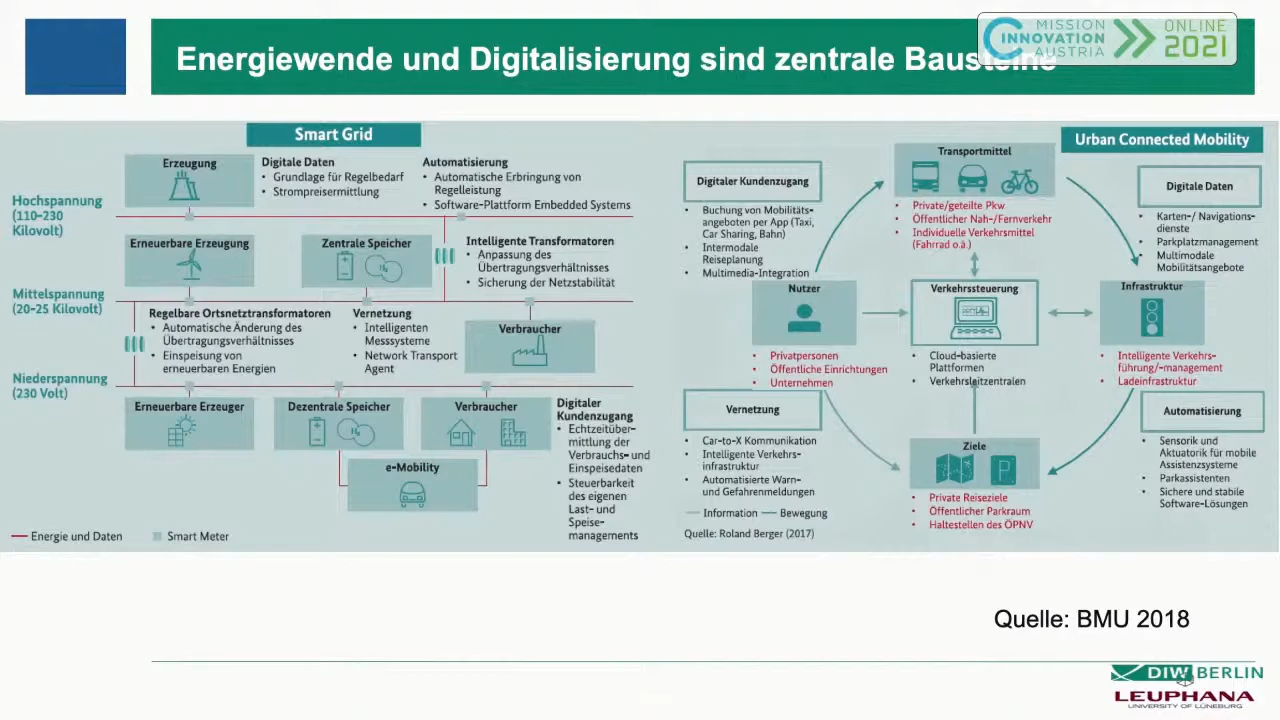 Energiewende und Digitalisierung sind zentrale Bausteine
MISSION
INNOVATION
AUSTRIA
ONLINE
2021
Smart Grid
Erzeugung
Digitale Daten
• Grundlage für Regelbedarf
• Strompreisermittlung
Automatisierung
• Automatische Erbringung von
Regelleistung
• Software-Plattform Embedded Systems
Hochspannung
(110–230
Kilovolt)
Erneuerbare Erzeugung
Zentrale Speicher
H₂
Intelligente Transformatoren
• Anpassung des
Übertragungsverhältnisses
• Sicherung der Netzstabilität
Mittelspannung
(20-25 Kilovolt)
Regelbare Ortsnetztransformatoren
• Automatische Änderung des
Übertragungsverhältnisses
• Einspeisung von
erneuerbaren Energien
Vernetzung
• Intelligenten
Messsysteme
• Network Transport
Agent
Verbraucher
Niederspannung
(230 Volt)
Erneuerbare Erzeuger
Dezentrale Speicher
H₂
Verbraucher
e-Mobility
Digitaler
Kundenzugang
• Echtzeitüber-
mittlung der
Verbrauchs- und
Einspeisedaten
• Steuerbarkeit
des eigenen
Last- und
Speise-
managements
Energie und Daten
Smart Meter
Urban Connected Mobility
Digitaler Kundenzugang
• Buchung von Mobilitäts-
angeboten per App (Taxi,
Car Sharing, Bahn)
• Intermodale
Reiseplanung
• Multimedia-Integration
Transportmittel
• Private/geteilte Pkw
• Öffentlicher Nah-/Fernverkehr
• Individuelle Verkehrsmittel
(Fahrrad o.ä.)
Digitale Daten
• Karten-/ Navigations-
dienste
• Parkplatzmanagement
• Multimodale
Mobilitätsangebote
Nutzer
• Privatpersonen
• Öffentliche Einrichtungen
• Unternehmen
Verkehrssteuerung
• Cloud-basierte
Plattformen
• Verkehrsleitzentralen
Infrastruktur
• Intelligente Verkehrs-
führung/-management
• Ladeinfrastruktur
Vernetzung
• Car-to-X Kommunikation
• Intelligente Verkehrs-
infrastruktur
• Automatisierte Warn-
und Gefahrenmeldungen
Ziele
P
• Private Reiseziele
• Öffentlicher Parkraum
• Haltestellen des ÖPNV
Automatisierung
• Sensorik und
Aktuatorik für mobile
Assistenzsysteme
• Parkassistenten
• Sichere und stabile
Software-Lösungen
Information
Bewegung
Quelle: Roland Berger (2017)
Quelle: BMU 2018
DIW BERLIN
LEUPHANA
UNIVERSITY OF LÜNEBURG